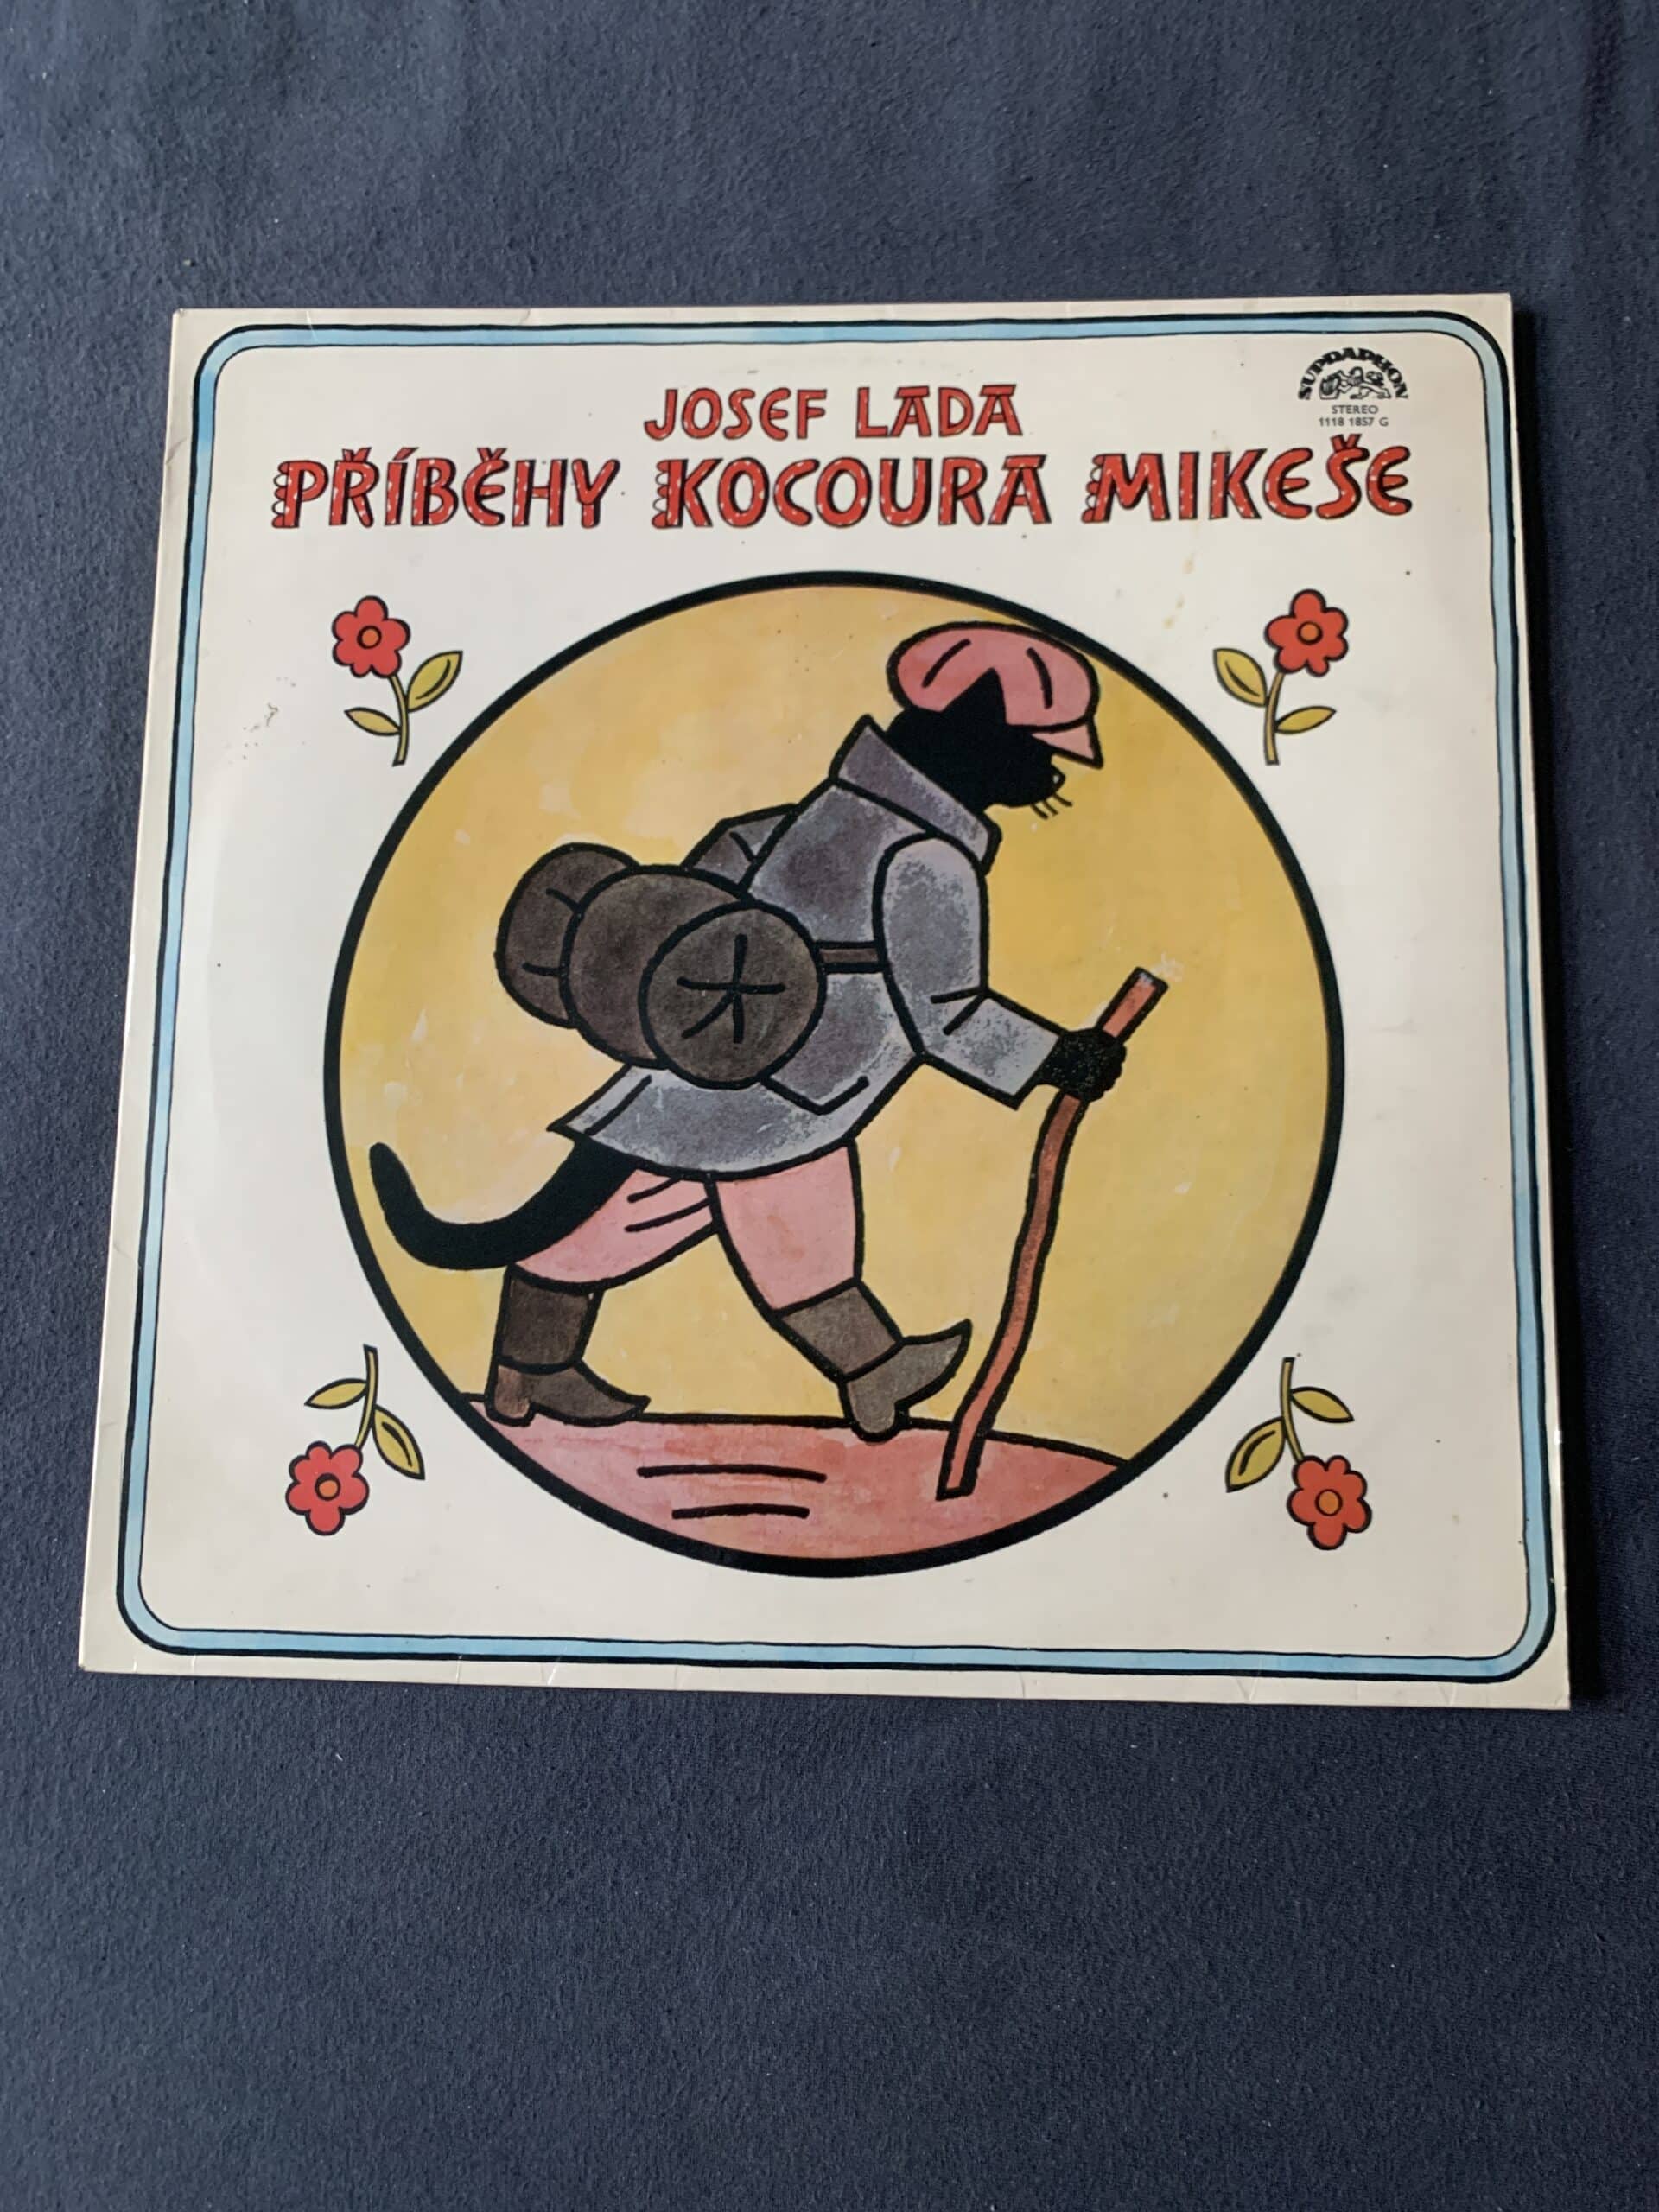 JOSEF LADA
PŘÍBĚHY KOCOURA MIKEŠE
SUPRAPHON
STEREO
1118 1857 G